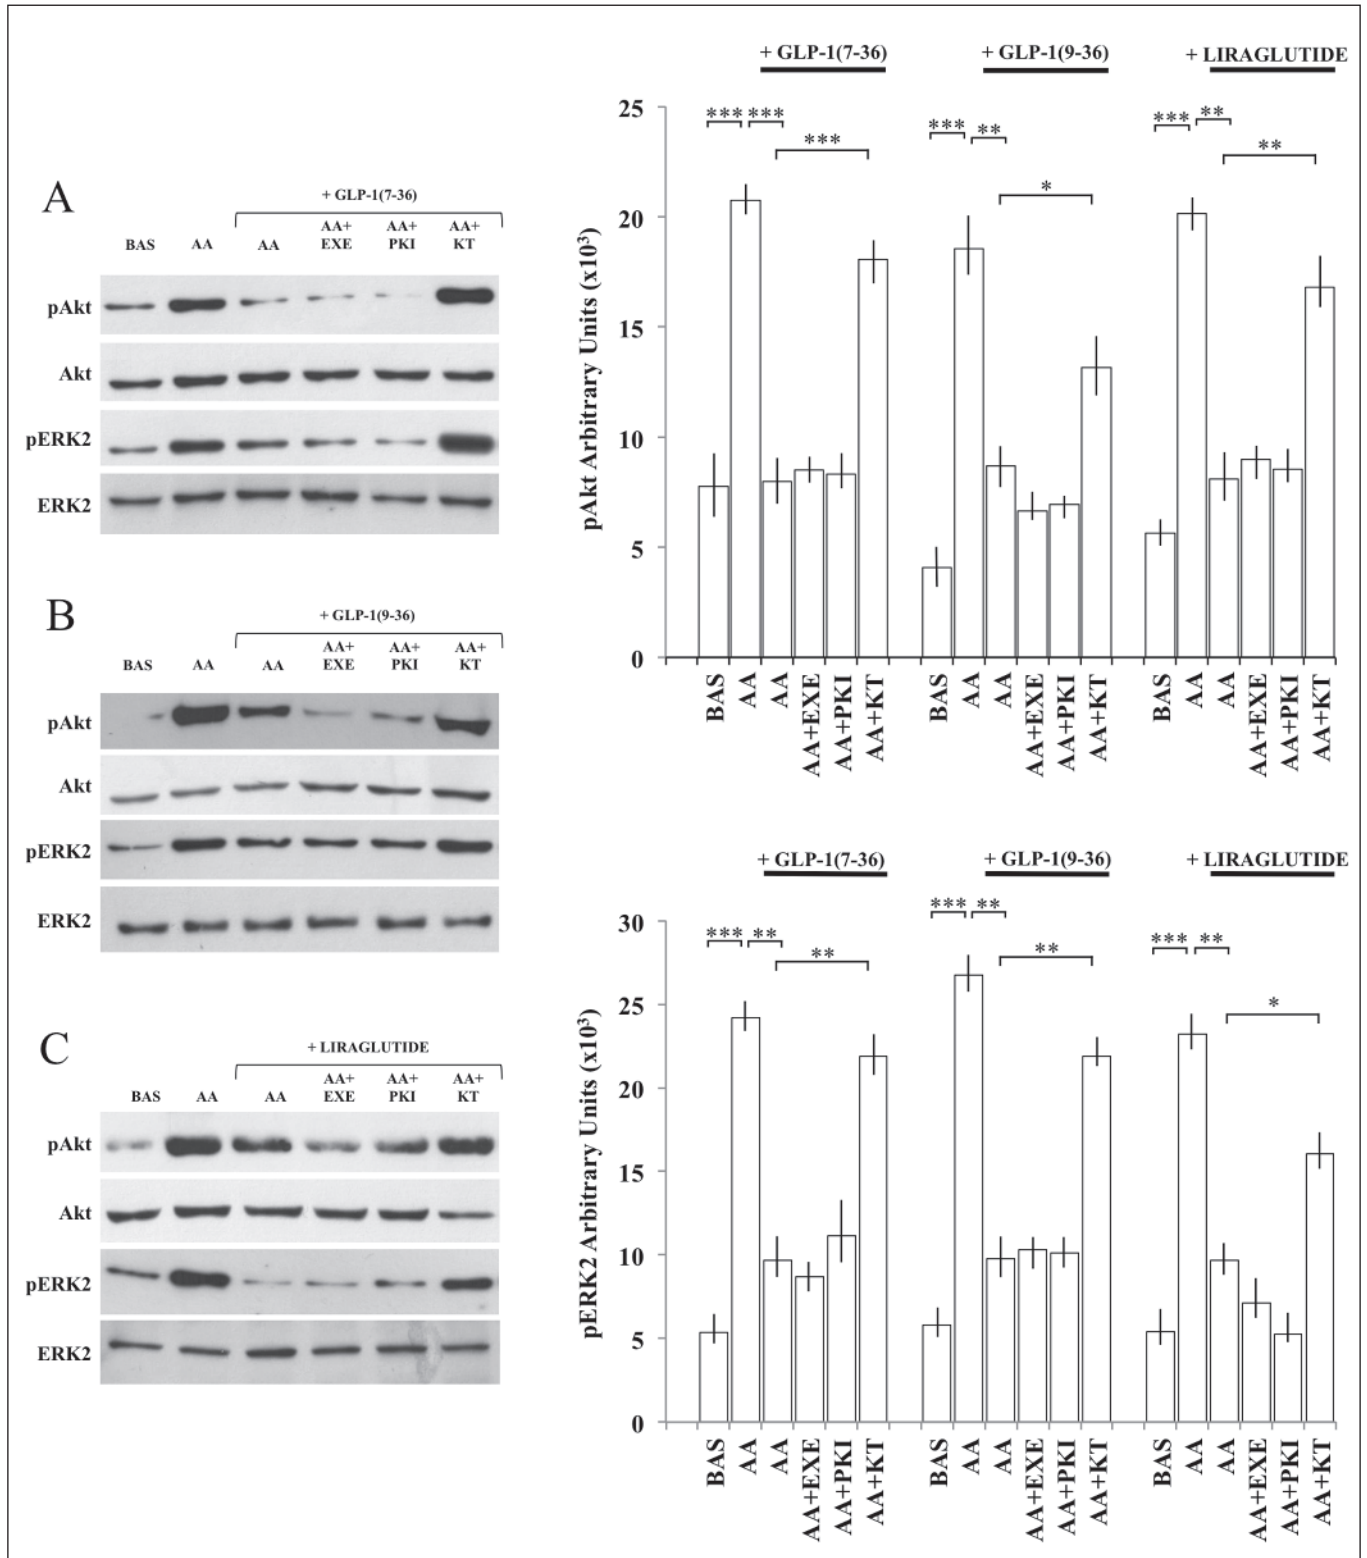 A
+ GLP-1(7-36)
BAS AA AA AA+ EXE AA+ PKI AA+ KT
pAkt
Akt
pERK2
ERK2
B
+ GLP-1(9-36)
BAS AA AA AA+ EXE AA+ PKI AA+ KT
pAkt
Akt
pERK2
ERK2
C
+ LIRAGLUTIDE
BAS AA AA AA+ EXE AA+ PKI AA+ KT
pAkt
Akt
pERK2
ERK2
+ GLP-1(7-36) + GLP-1(9-36) + LIRAGLUTIDE
*** *** *** *** ** * *** ** **
pAkt Arbitrary Units (x10³)
25
20
15
10
5
0
BAS AA AA AA+EXE AA+PKI AA+KT BAS AA AA AA+EXE AA+PKI AA+KT BAS AA AA AA+EXE AA+PKI AA+KT
+ GLP-1(7-36) + GLP-1(9-36) + LIRAGLUTIDE
*** ** ** *** ** ** *** ** *
pERK2 Arbitrary Units (x10³)
30
25
20
15
10
5
0
BAS AA AA AA+EXE AA+PKI AA+KT BAS AA AA AA+EXE AA+PKI AA+KT BAS AA AA AA+EXE AA+PKI AA+KT